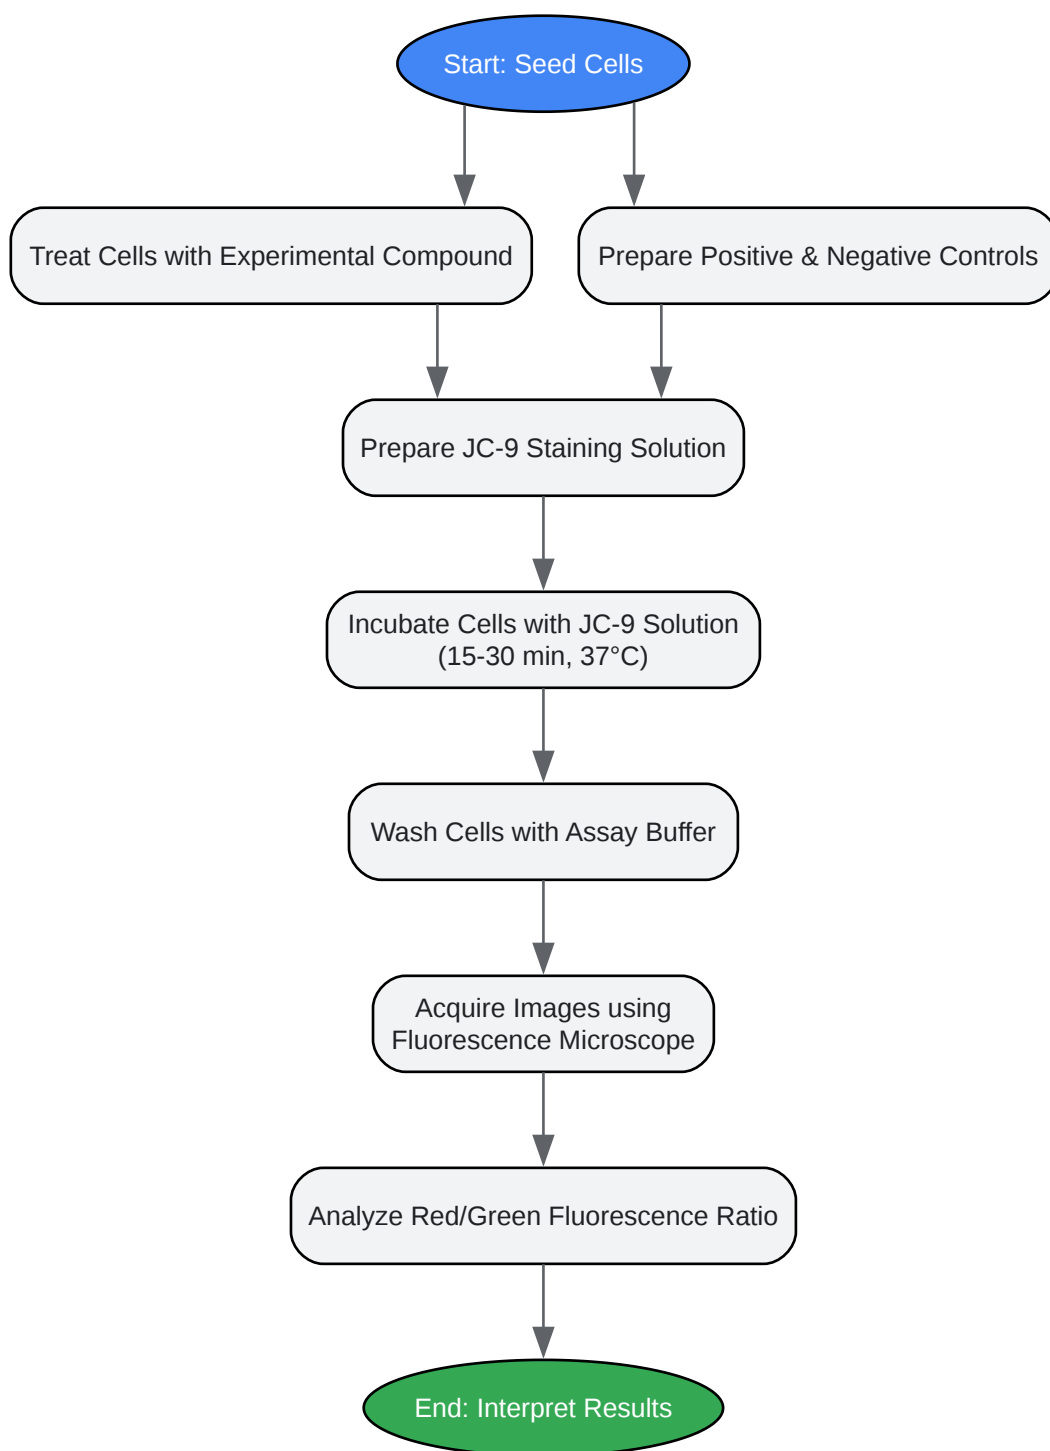 Start: Seed Cells
Treat Cells with Experimental Compound
Prepare Positive & Negative Controls
Prepare JC-9 Staining Solution
Incubate Cells with JC-9 Solution
(15-30 min, 37°C)
Wash Cells with Assay Buffer
Acquire Images using
Fluorescence Microscope
Analyze Red/Green Fluorescence Ratio
End: Interpret Results